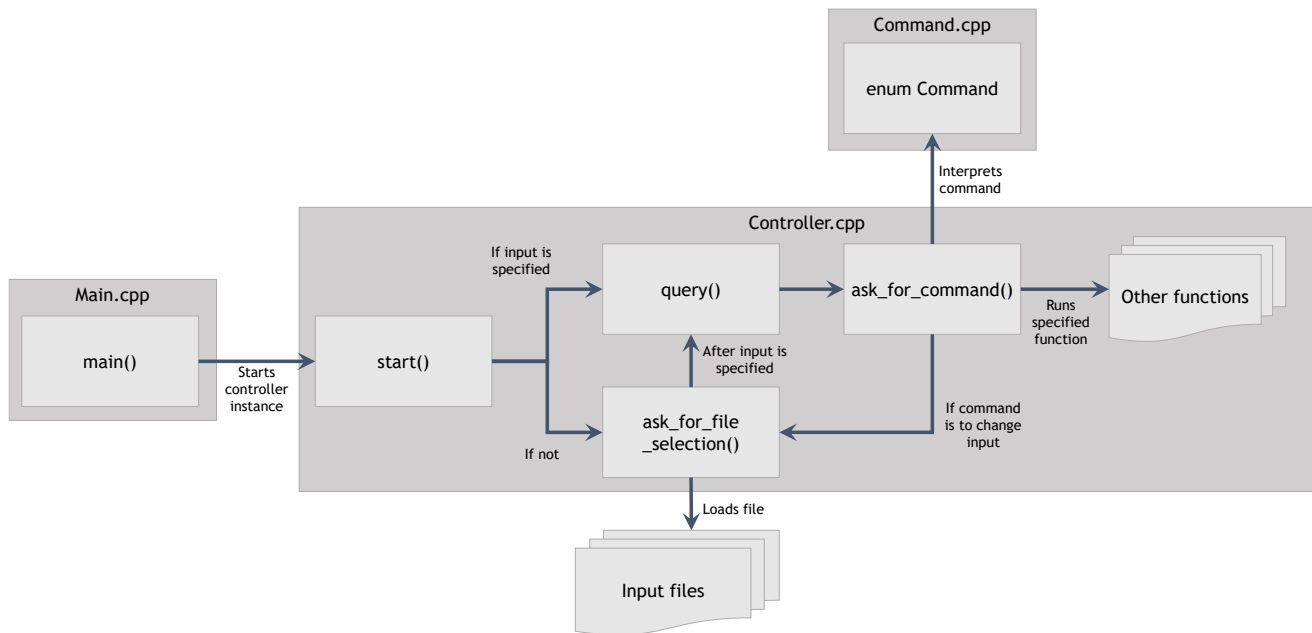 Command.cpp
enum Command
Interprets
command
Controller.cpp
If input is
specified
query()
ask_for_command()
Other functions
Runs
specified
function
Main.cpp
main()
Starts
controller
instance
start()
After input is
specified
If not
ask_for_file
_selection()
If command
is to change
input
Loads file
Input files